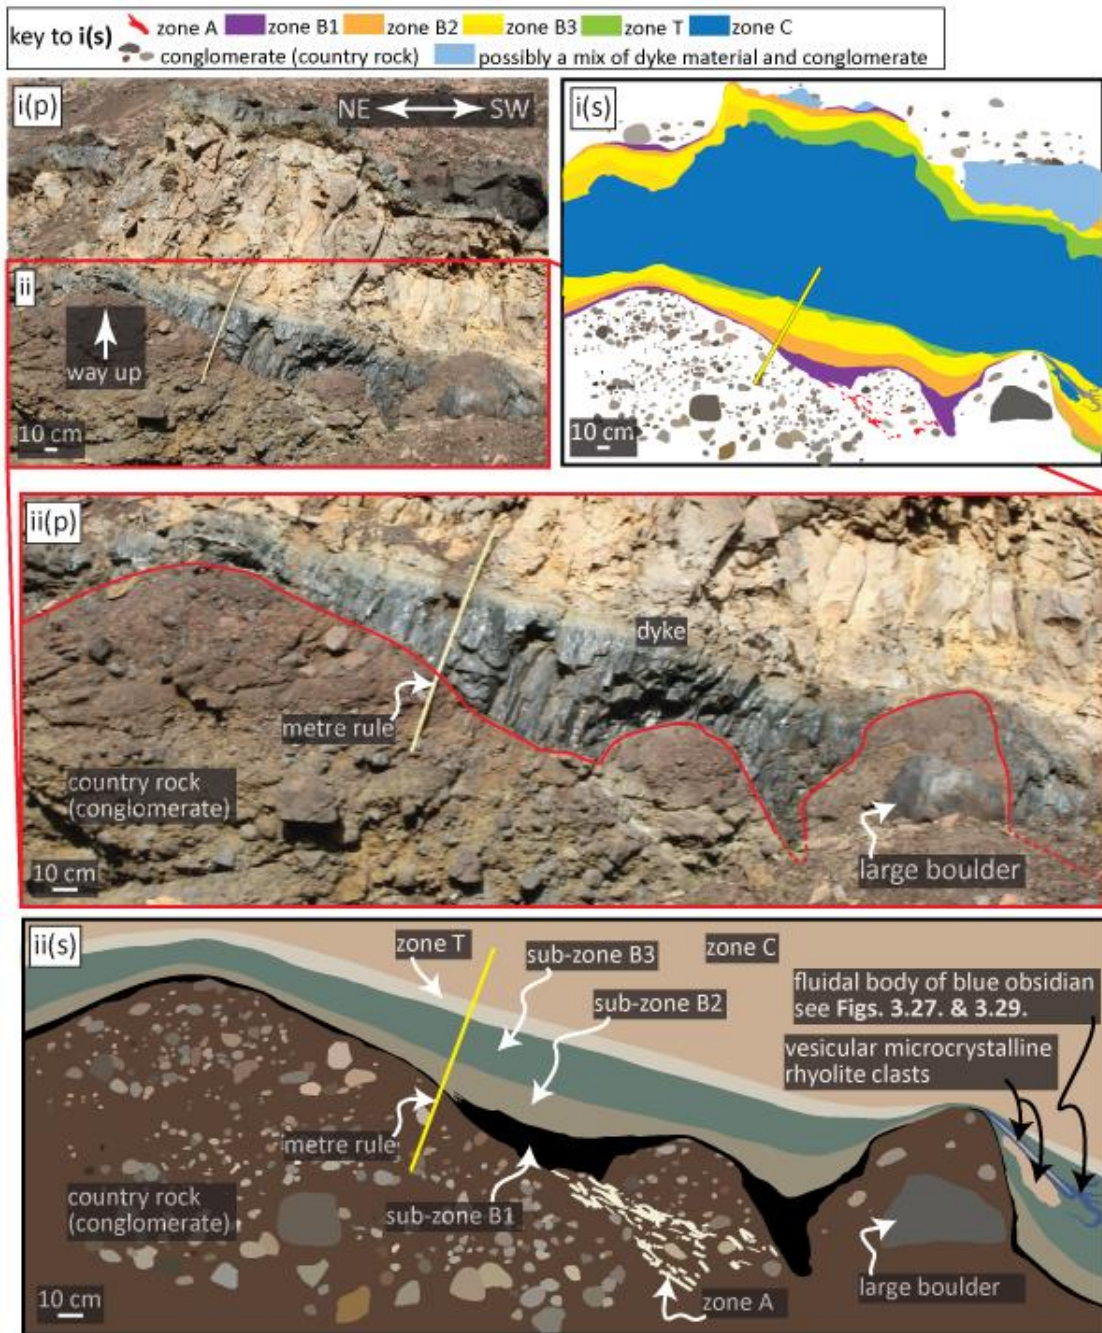 key to i(s)
zone A
zone B1
zone B2
zone B3
zone T
zone C
conglomerate (country rock)
possibly a mix of dyke material and conglomerate
i(p)
NE
SW
i(s)
ii
way up
10 cm
10 cm
ii(p)
dyke
metre rule
country rock
(conglomerate)
large boulder
10 cm
ii(s)
zone T
sub-zone B3
zone C
sub-zone B2
fluidal body of blue obsidian
see Figs. 3.27. & 3.29.
vesicular microcrystalline
rhyolite clasts
metre rule
country rock
(conglomerate)
sub-zone B1
zone A
large boulder
10 cm